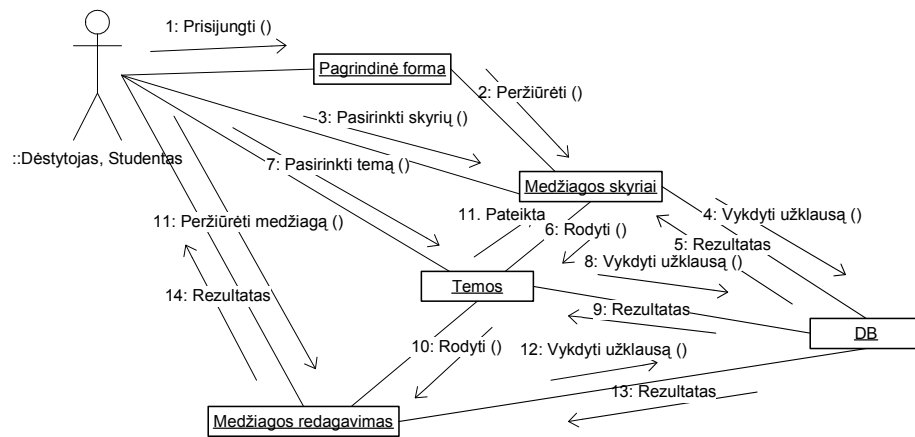 1: Prisijungti ()
Pagrindinė forma
2: Peržiūrėti ()
3: Pasirinkti skyrių ()
::Dėstytojas, Studentas
7: Pasirinkti temą ()
Medžiagos skyriai
11: Peržiūrėti medžiagą ()
11. Pateikta
4: Vykdyti užklausą ()
6: Rodyti ()
5: Rezultatas
8: Vykdyti užklausą ()
14: Rezultatas
Temos
9: Rezultatas
DB
10: Rodyti ()
12: Vykdyti užklausą ()
13: Rezultatas
Medžiagos redagavimas